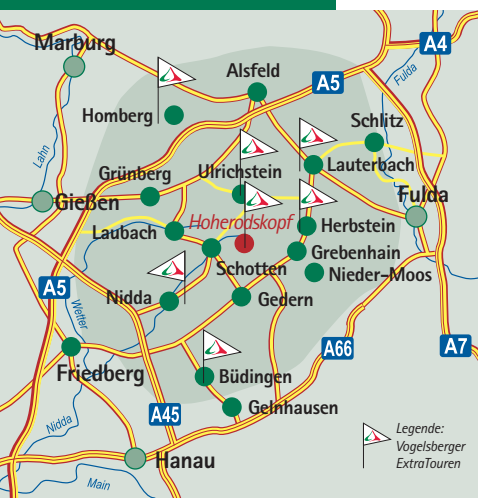 Marburg
A4
Alsfeld
A5
Fulda
Homberg
Schlitz
Lahn
Lauterbach
Grünberg
Ulrichstein
Fulda
Gießen
Hoherodskopf
Herbstein
Laubach
Grebenhain
Schotten
Nieder-Moos
A5
Wetter
Nidda
Gedern
A66
A7
Friedberg
Büdingen
A45
Gelnhausen
Nidda
Legende:
Vogelsberger
ExtraTouren
Hanau
Main